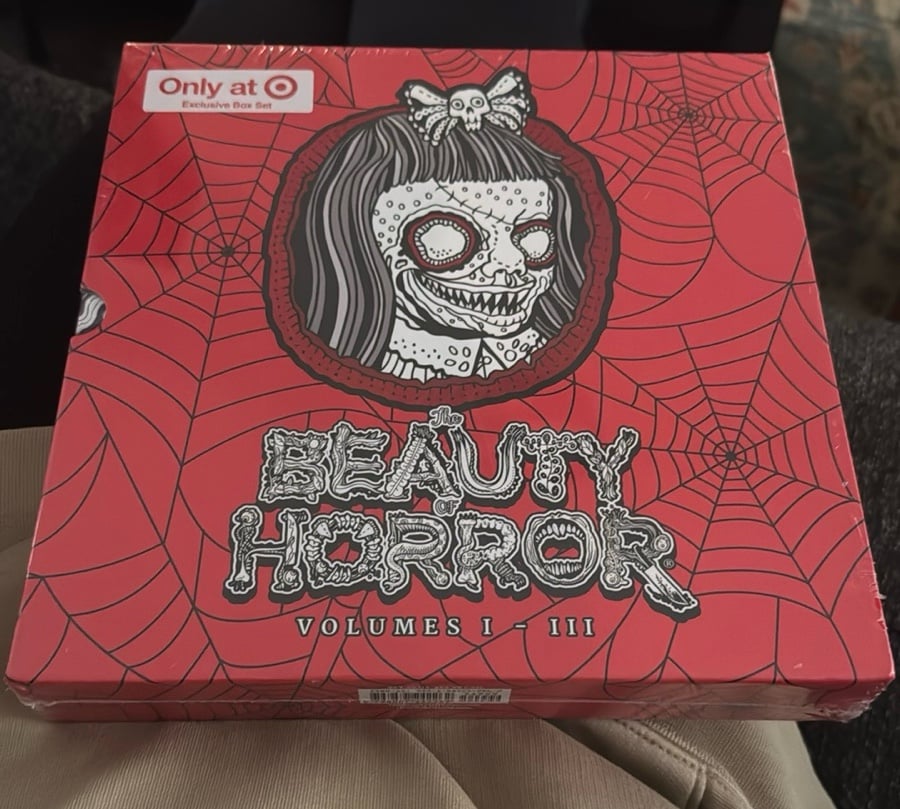 Only at
Exclusive Box Set
The
BEAUTY
OF
HORROR®
VOLUMES I - III